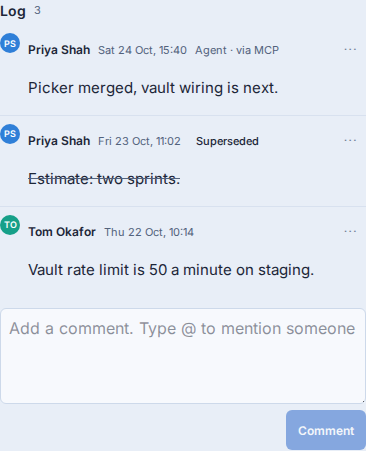 Log 3
PS Priya Shah Sat 24 Oct, 15:40 Agent · via MCP ...
Picker merged, vault wiring is next.
PS Priya Shah Fri 23 Oct, 11:02 Superseded ...
Estimate: two sprints.
TO Tom Okafor Thu 22 Oct, 10:14 ...
Vault rate limit is 50 a minute on staging.
Add a comment. Type @ to mention someone
Comment